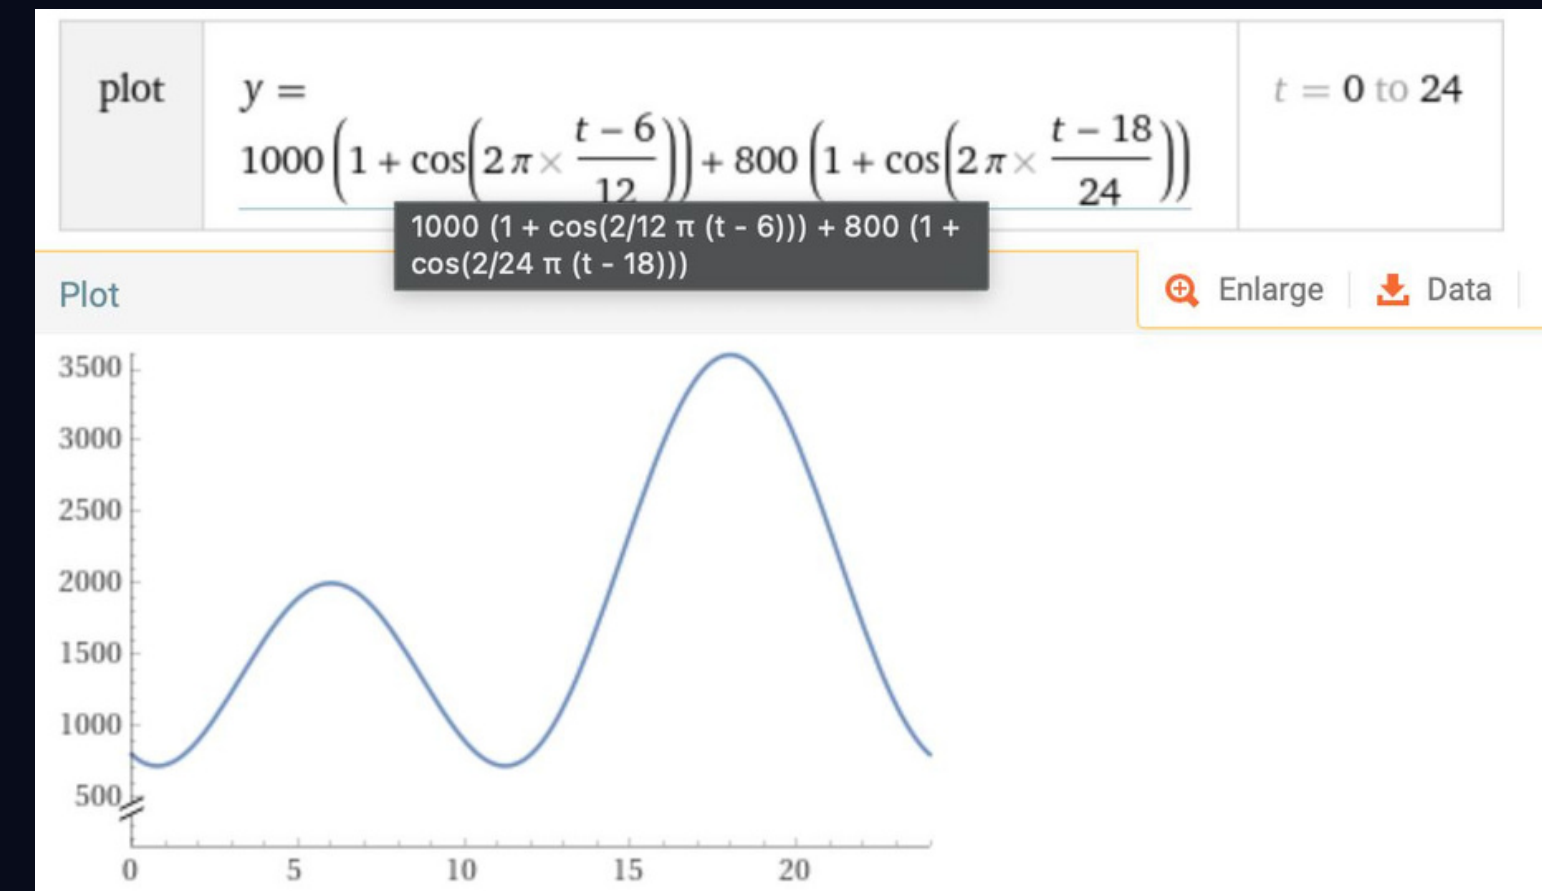 plot
y =
1000 (1 + cos(2 π × (t − 6)/12)) + 800 (1 + cos(2 π × (t − 18)/24))
t = 0 to 24
1000 (1 + cos(2/12 π (t - 6))) + 800 (1 +
cos(2/24 π (t - 18)))
Plot
Enlarge
Data
3500
3000
2500
2000
1500
1000
500
0 5 10 15 20